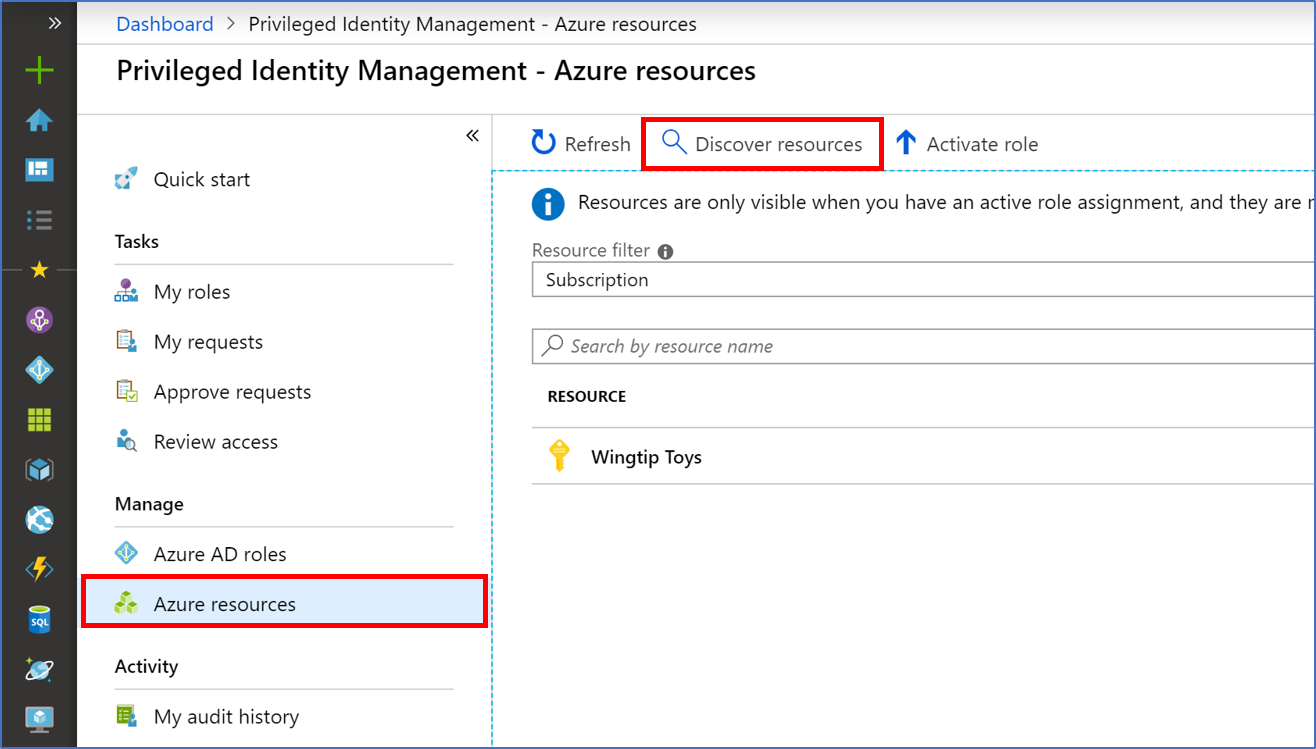 Dashboard > Privileged Identity Management - Azure resources
Privileged Identity Management - Azure resources
Quick start
Tasks
My roles
My requests
Approve requests
Review access
Manage
Azure AD roles
Azure resources
Activity
My audit history
Refresh
Discover resources
Activate role
Resources are only visible when you have an active role assignment, and they are
Resource filter
Subscription
Search by resource name
RESOURCE
Wingtip Toys
SQL